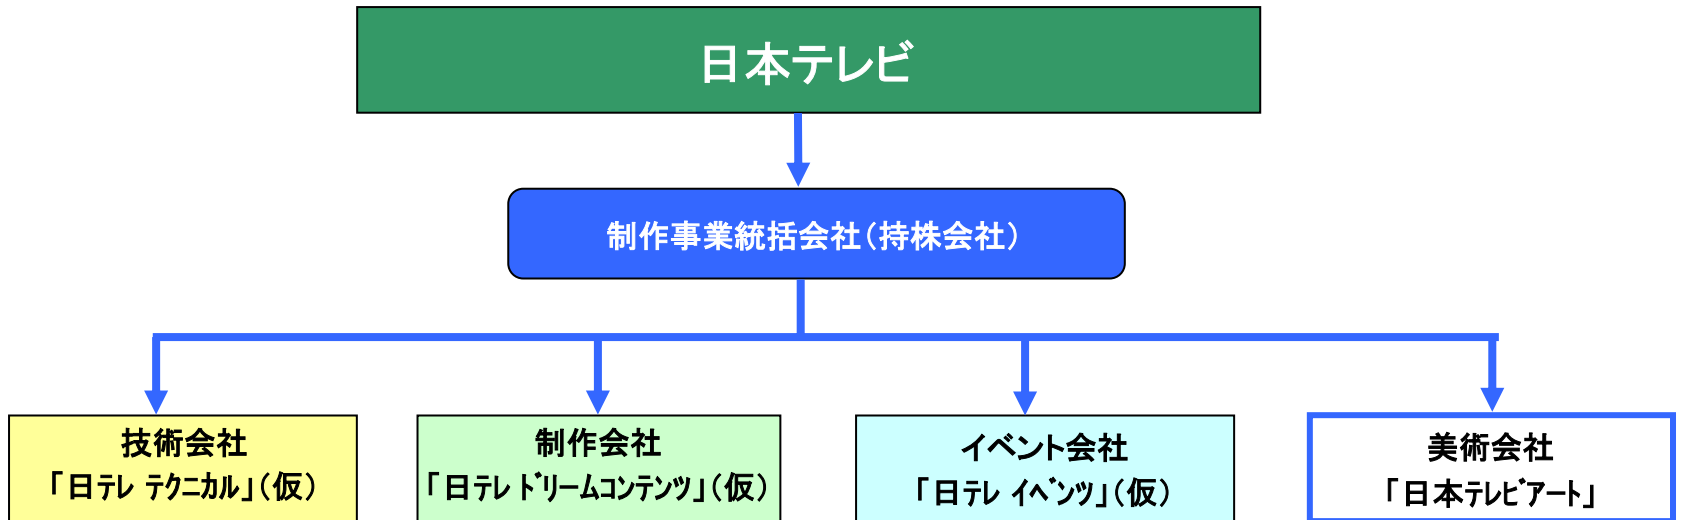 日本テレビ
制作事業統括会社（持株会社）
技術会社
「日テレ テクニカル」（仮）
制作会社
「日テレ ドリームコンテンツ」（仮）
イベント会社
「日テレ イベンツ」（仮）
美術会社
「日本テレビアート」